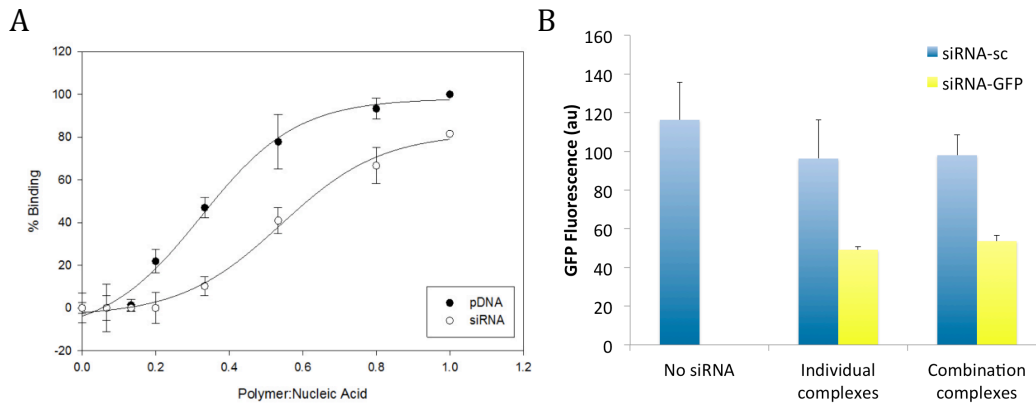 A
120
100
80
60
40
20
0
-20
% Binding
0.0 0.2 0.4 0.6 0.8 1.0 1.2
Polymer:Nucleic Acid
pDNA
siRNA
B
160
140
120
100
80
60
40
20
0
GFP Fluorescence (au)
siRNA-sc
siRNA-GFP
No siRNA
Individual
complexes
Combination
complexes